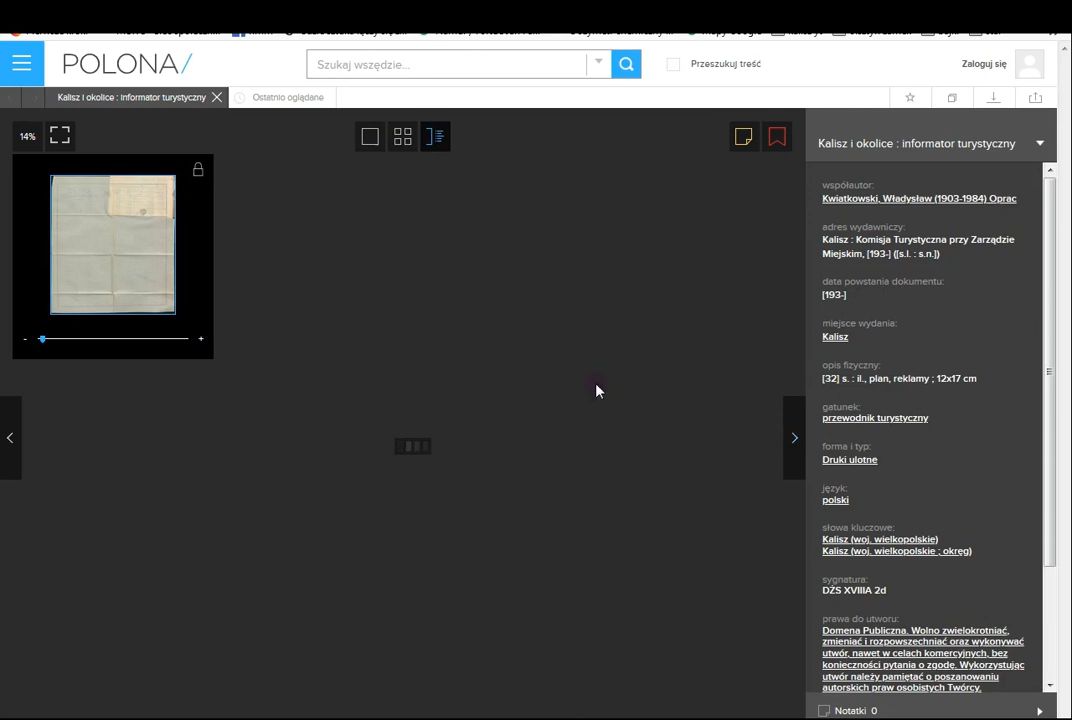 POLONA/
Szukaj wszędzie...
Przeszukuj treść
Zaloguj się
Kalisz i okolice : informator turystyczny
Ostatnio oglądane
14%
Kalisz i okolice : informator turystyczny
współautor:
Kwiatkowski, Władysław (1903-1984) Oprac
adres wydawniczy:
Kalisz : Komisja Turystyczna przy Zarządzie
Miejskim, [193-] ([s.l. : s.n.])
data powstania dokumentu:
[193-]
miejsce wydania:
Kalisz
opis fizyczny:
[32] s. : il., plan, reklamy ; 12x17 cm
gatunek:
przewodnik turystyczny
forma i typ:
Druki ulotne
język:
polski
słowa kluczowe:
Kalisz (woj. wielkopolskie)
Kalisz (woj. wielkopolskie ; okręg)
sygnatura:
DŻS XVIIIA 2d
prawa do utworu:
Domena Publiczna. Wolno zwielokrotniać,
zmieniać i rozpowszechniać oraz wykonywać
utwór, nawet w celach komercyjnych, bez
konieczności pytania o zgodę. Wykorzystując
utwór należy pamiętać o poszanowaniu
autorskich praw osobistych Twórcy.
Notatki 0